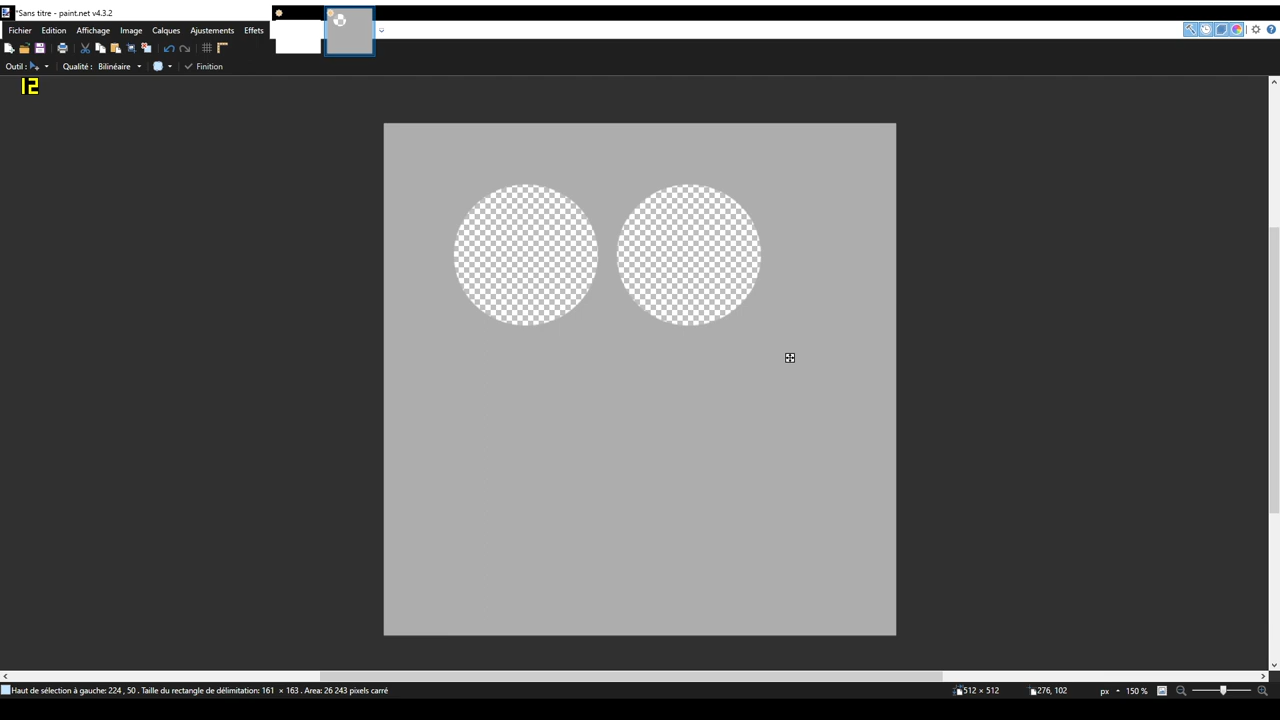 *Sans titre - paint.net v4.3.2
Fichier Edition Affichage Image Calques Ajustements Effets
Outil : Qualité : Bilinéaire Finition
12
Haut de sélection à gauche: 224 , 50 . Taille du rectangle de délimitation: 161 × 163 . Area: 26 243 pixels carré 512 × 512 276, 102 px 150 %